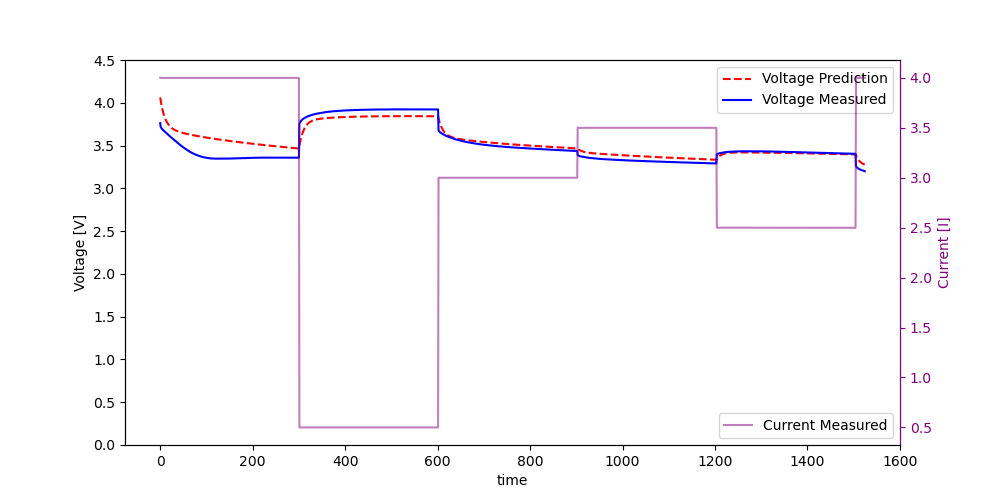 4.5
4.0
3.5
3.0
2.5
2.0
1.5
1.0
0.5
0.0
Voltage [V]
Voltage Prediction
Voltage Measured
Current Measured
4.0
3.5
3.0
2.5
2.0
1.5
1.0
0.5
Current [I]
0 200 400 600 800 1000 1200 1400 1600
time